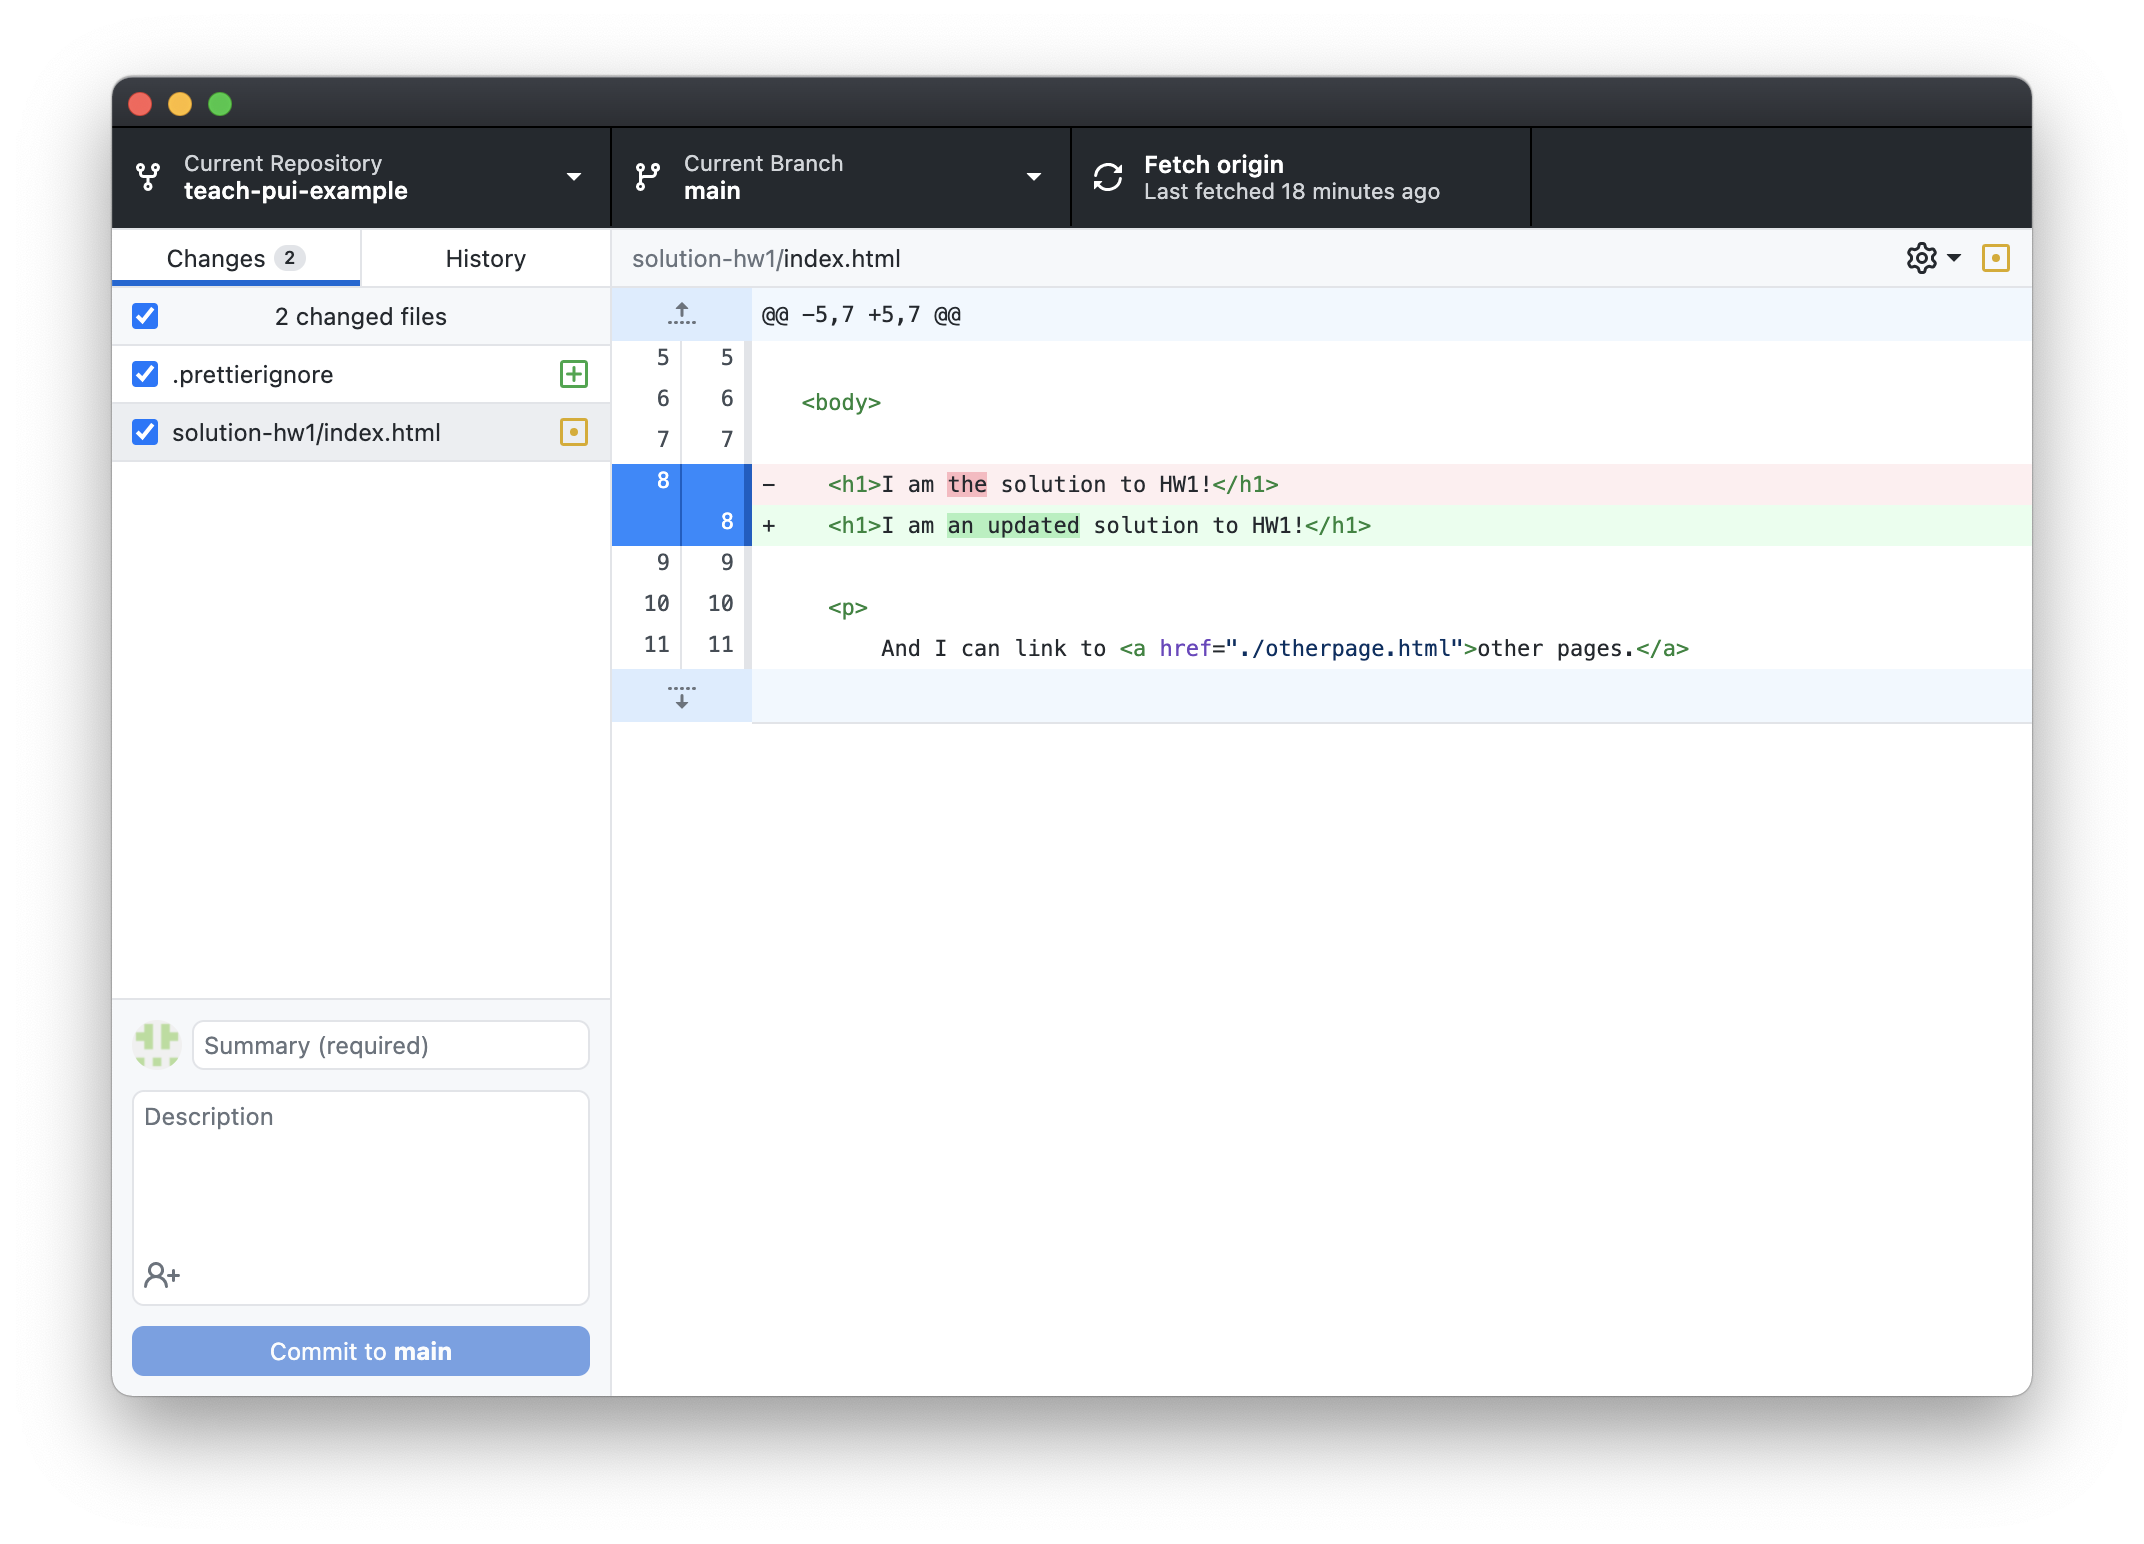 Current Repository
teach-pui-example
Current Branch
main
Fetch origin
Last fetched 18 minutes ago
Changes 2
History
2 changed files
.prettierignore
solution-hw1/index.html
Summary (required)
Description
Commit to main
solution-hw1/index.html
@@ -5,7 +5,7 @@
5 5
6 6 <body>
7 7
8 - <h1>I am the solution to HW1!</h1>
8 + <h1>I am an updated solution to HW1!</h1>
9 9
10 10 <p>
11 11 And I can link to <a href="./otherpage.html">other pages.</a>